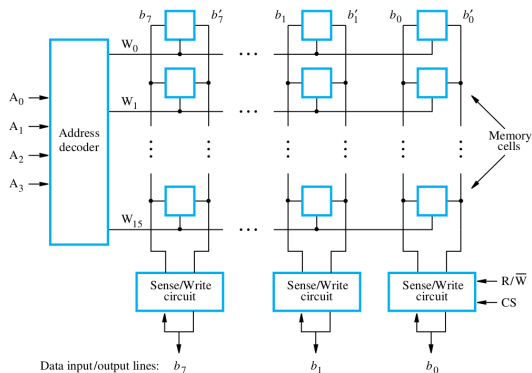 b₇ b′₇ b₁ b′₁ b₀ b′₀
W₀
• • •
A₀
W₁
• • •
A₁
Address
decoder
Memory
cells
A₂
A₃
W₁₅
• • •
Sense/Write
circuit
Sense/Write
circuit
Sense/Write
circuit
R/W̅
CS
Data input/output lines: b₇ b₁ b₀